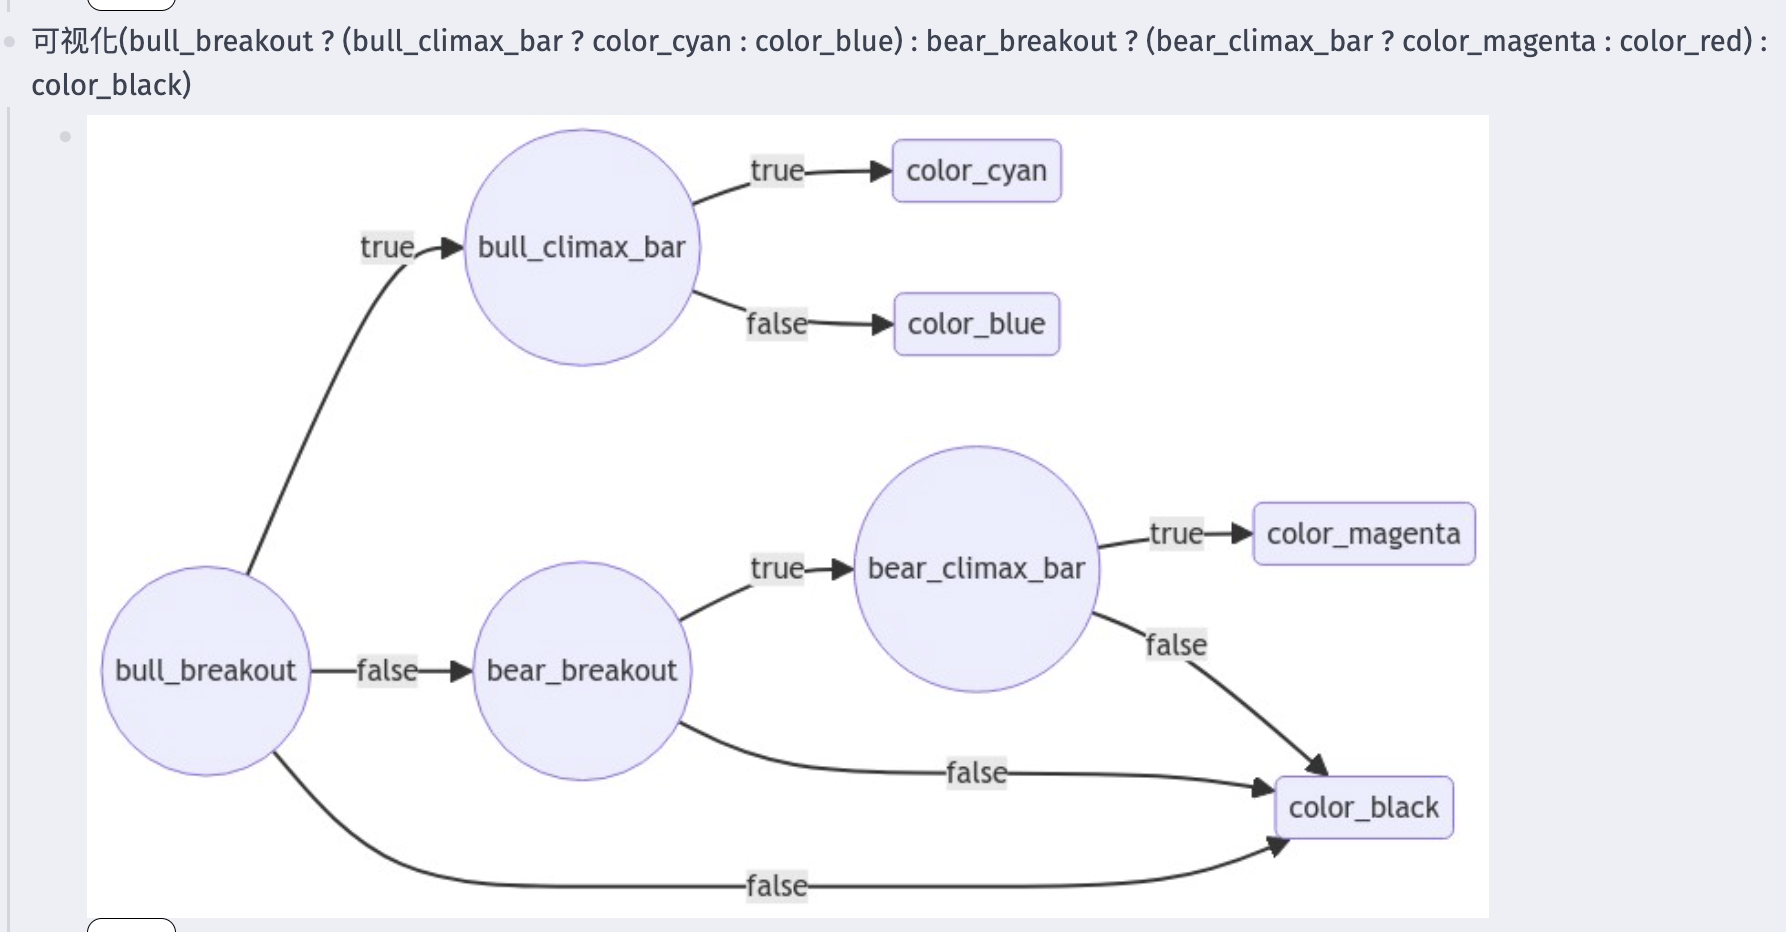 可视化(bull_breakout ? (bull_climax_bar ? color_cyan : color_blue) : bear_breakout ? (bear_climax_bar ? color_magenta : color_red) :
color_black)
true
color_cyan
true
bull_climax_bar
false
color_blue
true
color_magenta
true
bear_climax_bar
false
bull_breakout
false
bear_breakout
false
color_black
false